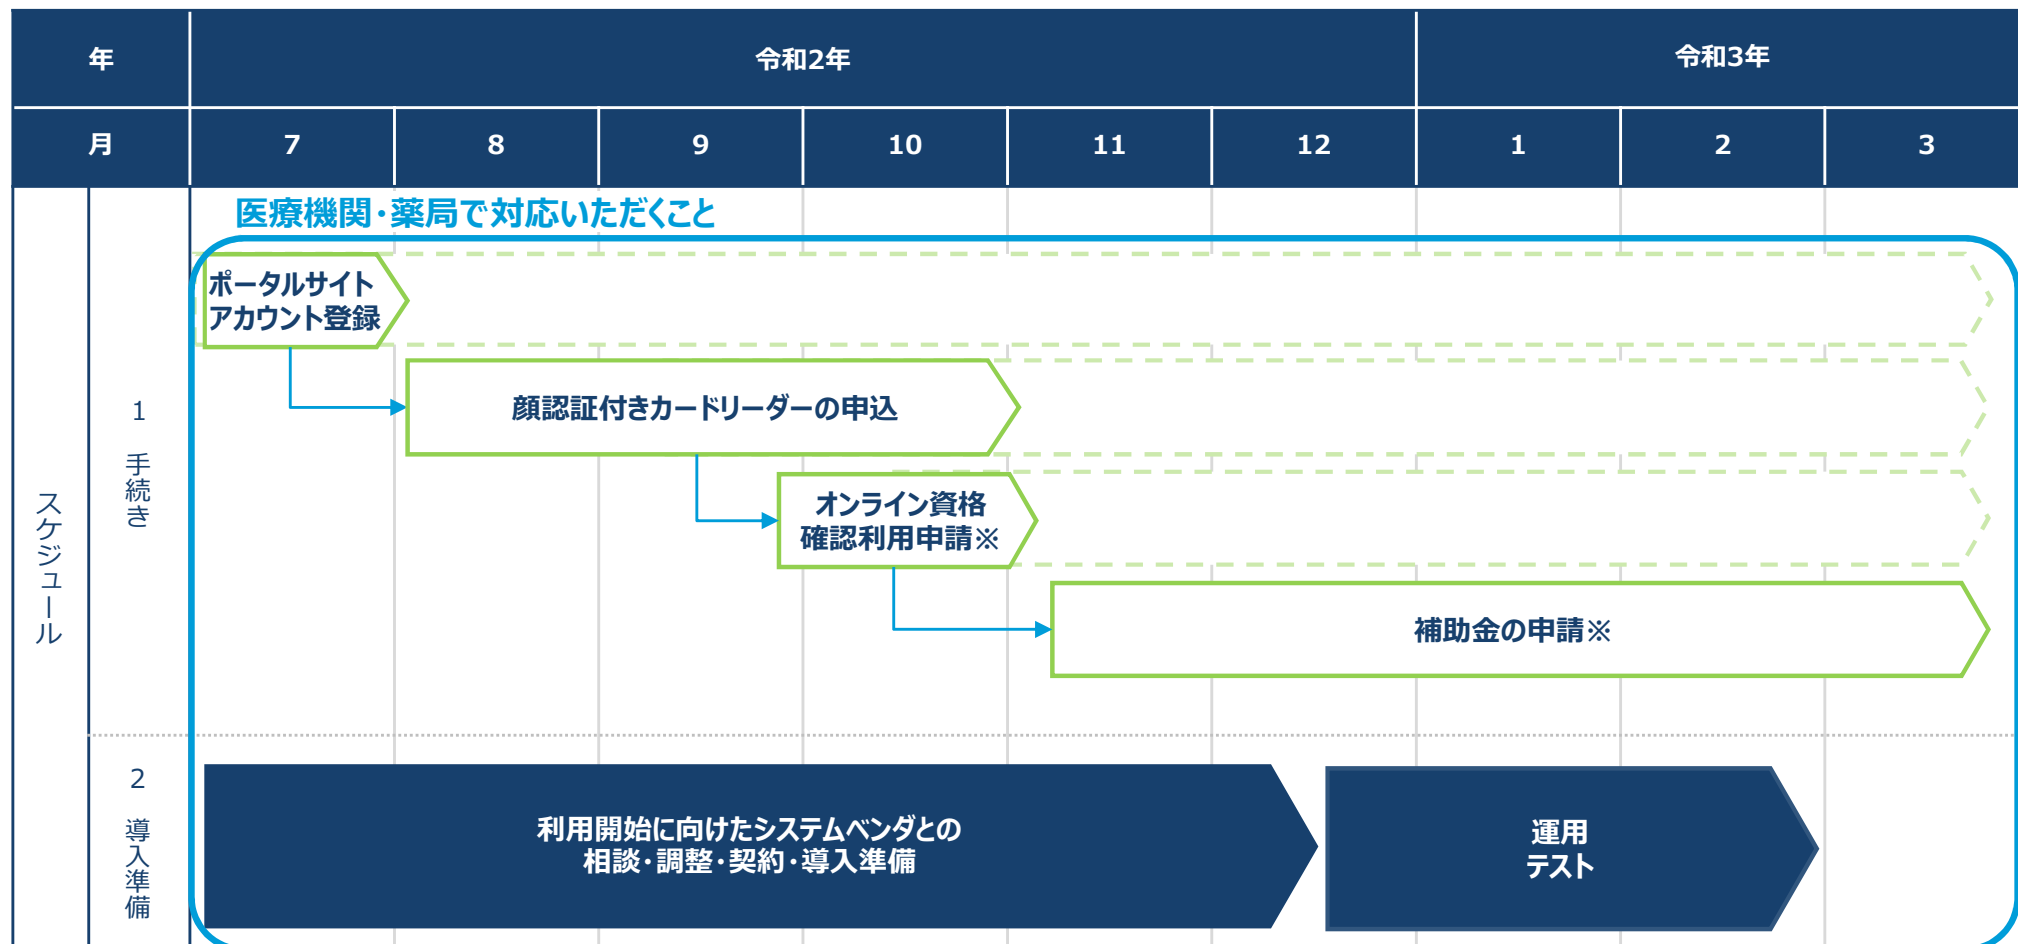 年
令和2年
令和3年
月
7
8
9
10
11
12
1
2
3
スケジュール
1 手続き
医療機関・薬局で対応いただくこと
ポータルサイト
アカウント登録
顔認証付きカードリーダーの申込
オンライン資格
確認利用申請※
補助金の申請※
2 導入準備
利用開始に向けたシステムベンダとの
相談・調整・契約・導入準備
運用
テスト